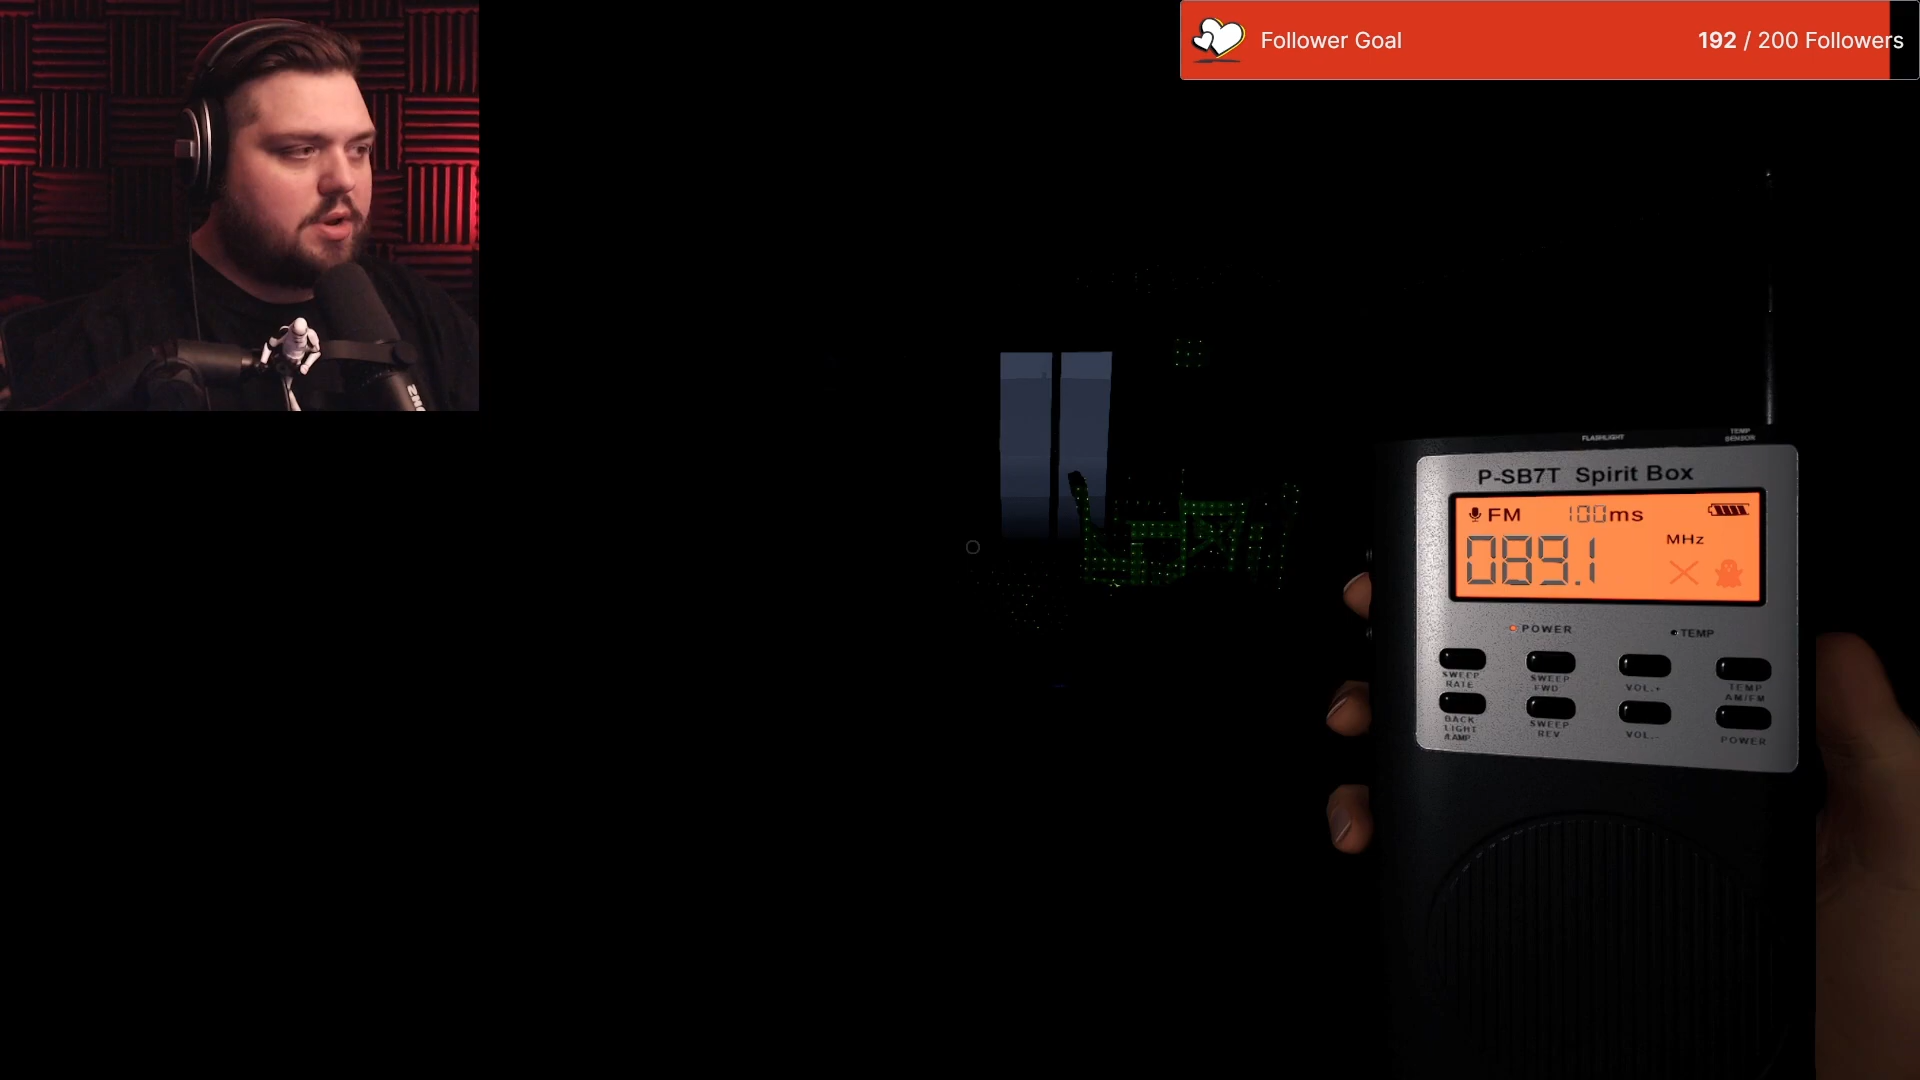 Follower Goal
192 / 200 Followers
FLASHLIGHT
TEMP
SENSOR
P-SB7T Spirit Box
FM 100ms
MHz
089.1
POWER
TEMP
SWEEP
RATE
SWEEP
FWD
VOL.+
TEMP
AM/FM
BACK
LIGHT
/LAMP
SWEEP
REV
VOL.-
POWER